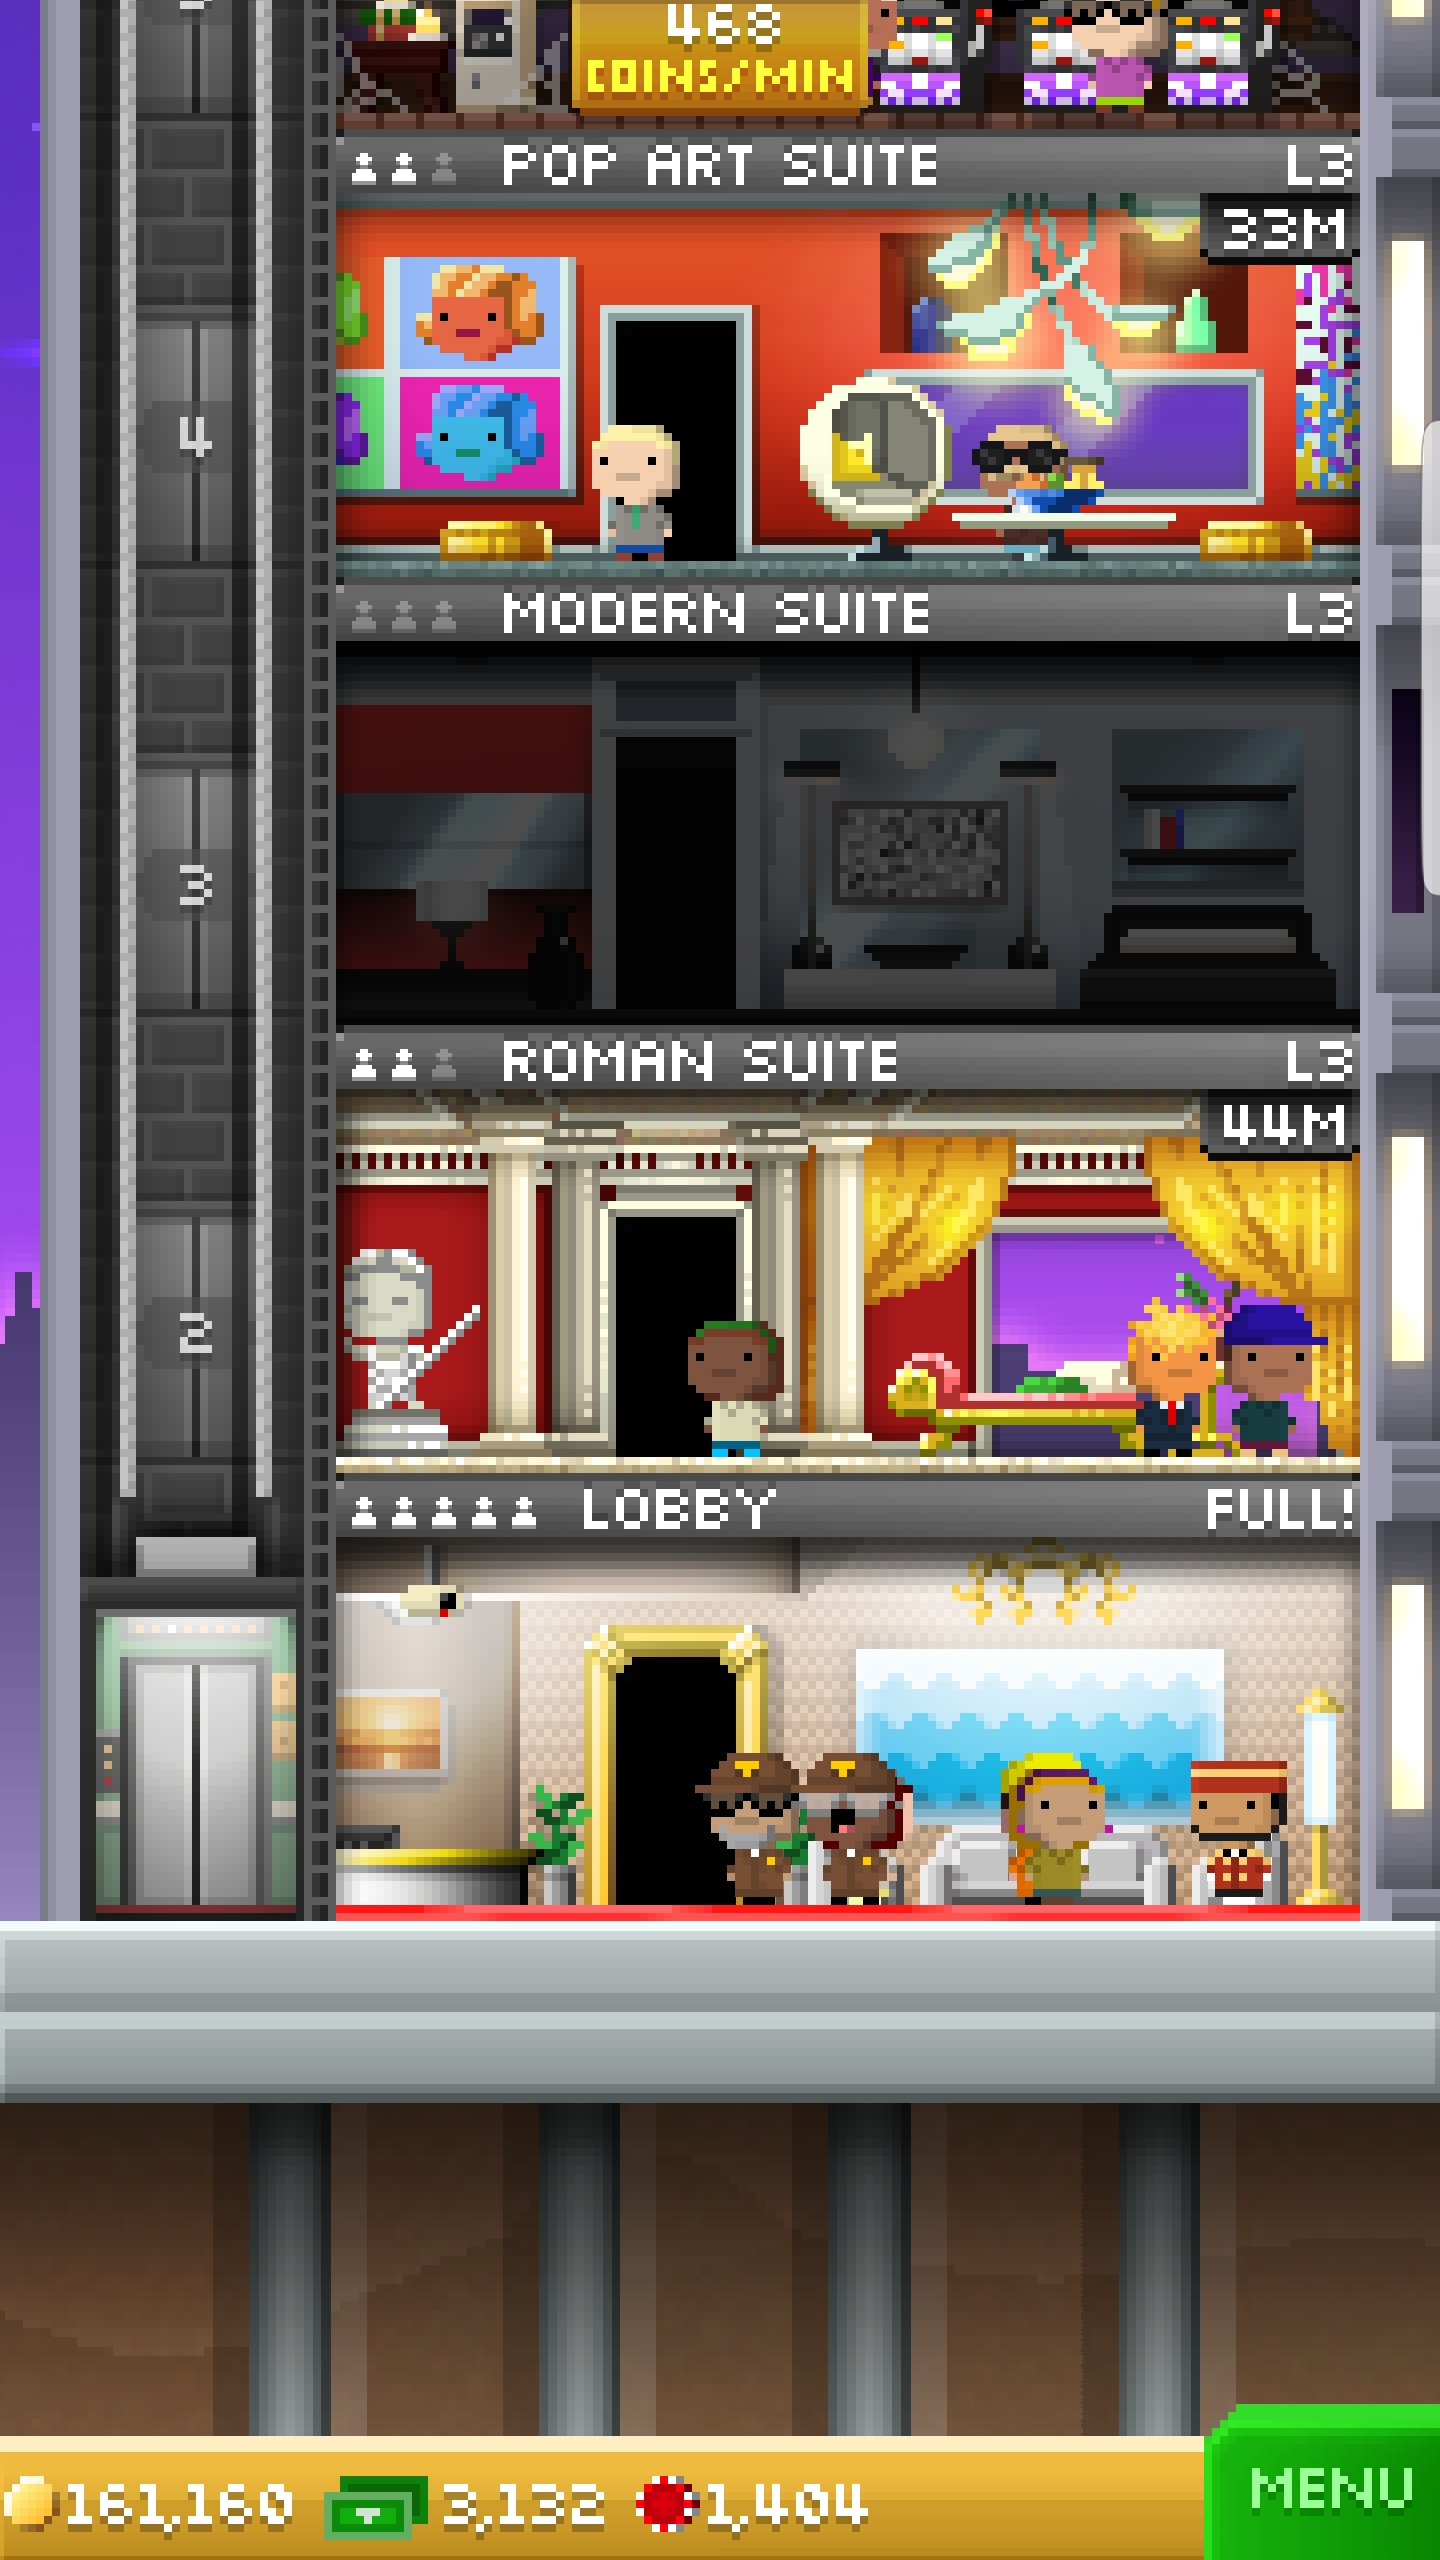 468
COINS/MIN
POP ART SUITE L3
33M
4
MODERN SUITE L3
3
ROMAN SUITE L3
44M
2
LOBBY FULL!
161,160 3,132 1,404
MENU